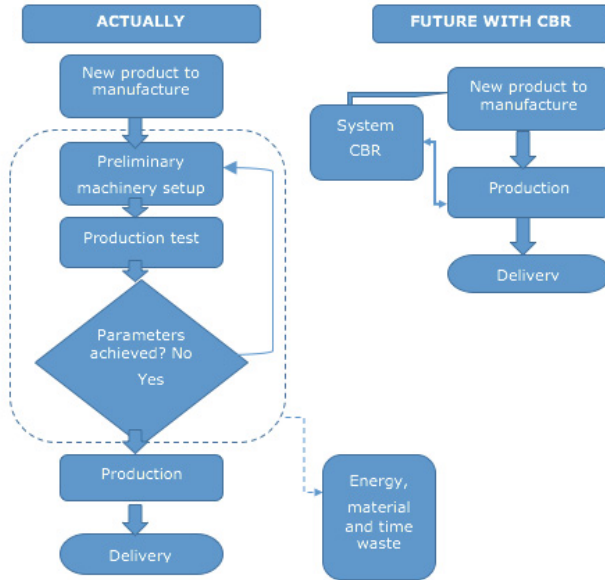 ACTUALLY
New product to
manufacture
Preliminary
machinery setup
Production test
Parameters
achieved? No
Yes
Production
Delivery
Energy,
material
and time
waste
FUTURE WITH CBR
New product to
manufacture
System
CBR
Production
Delivery